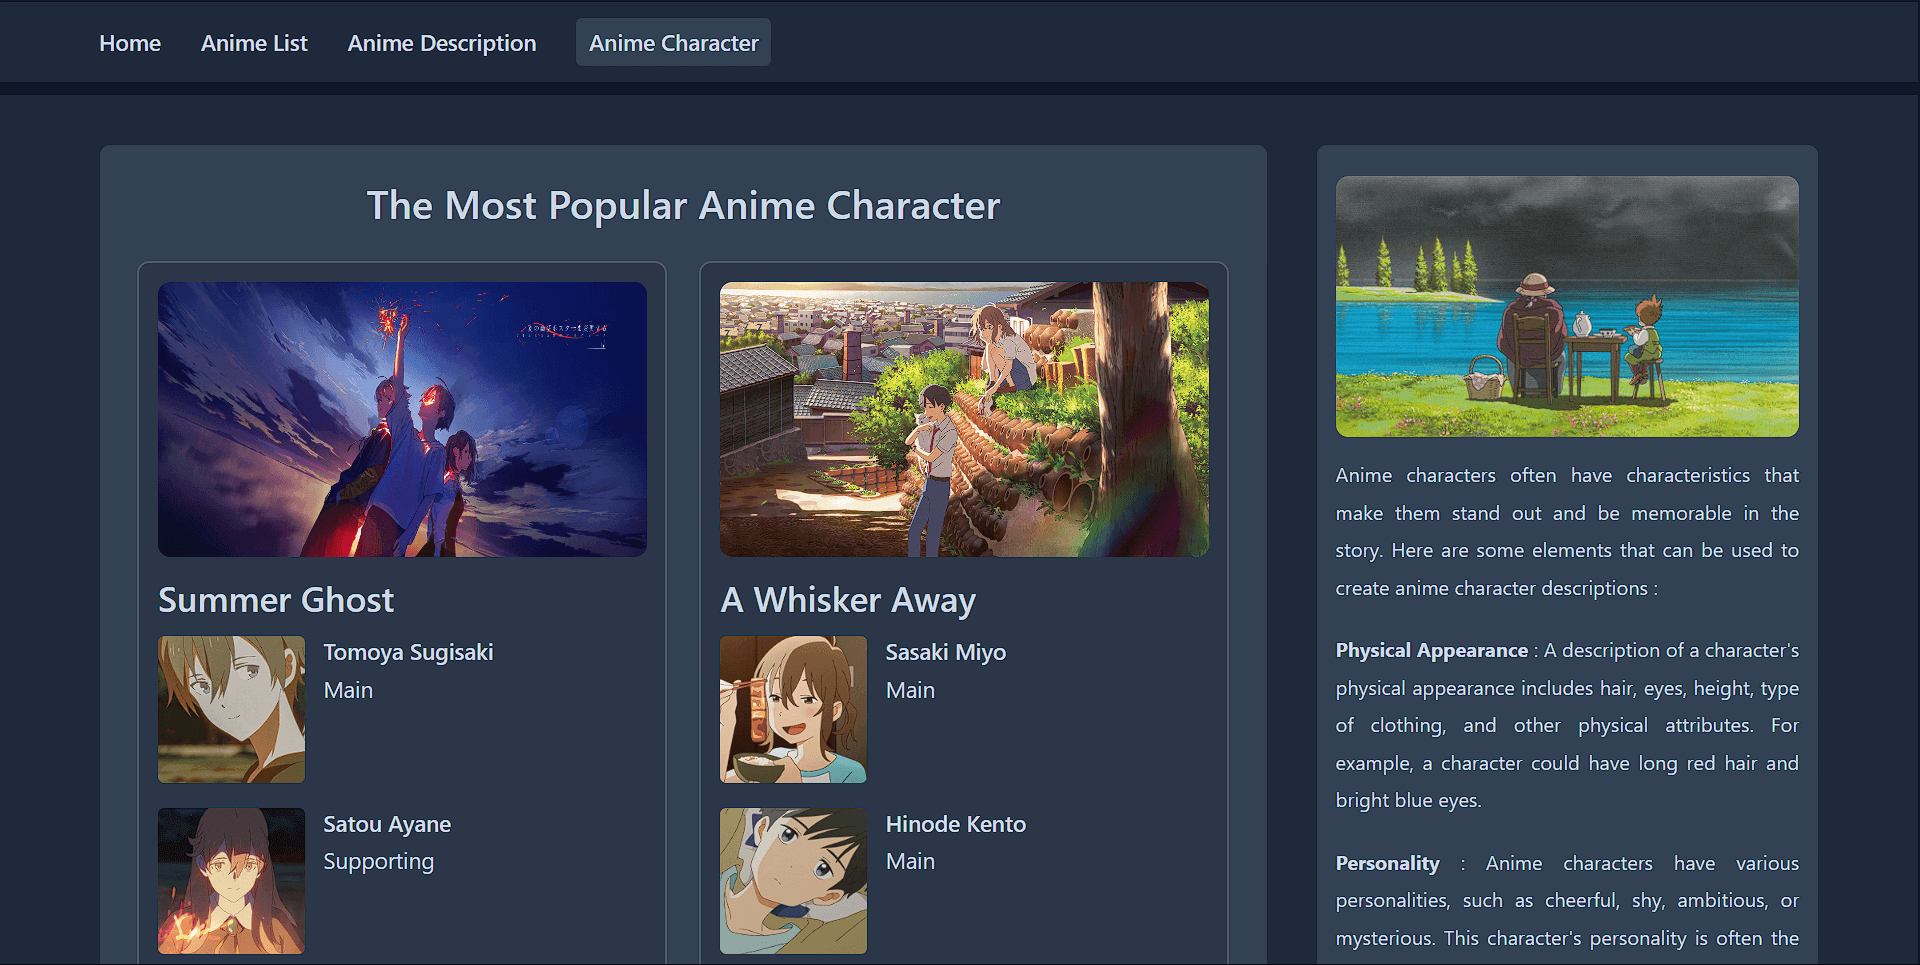 Home
Anime List
Anime Description
Anime Character
The Most Popular Anime Character
Summer Ghost
Tomoya Sugisaki
Main
Satou Ayane
Supporting
A Whisker Away
Sasaki Miyo
Main
Hinode Kento
Main
Anime characters often have characteristics that
make them stand out and be memorable in the
story. Here are some elements that can be used to
create anime character descriptions :
Physical Appearance : A description of a character's
physical appearance includes hair, eyes, height, type
of clothing, and other physical attributes. For
example, a character could have long red hair and
bright blue eyes.
Personality : Anime characters have various
personalities, such as cheerful, shy, ambitious, or
mysterious. This character's personality is often the